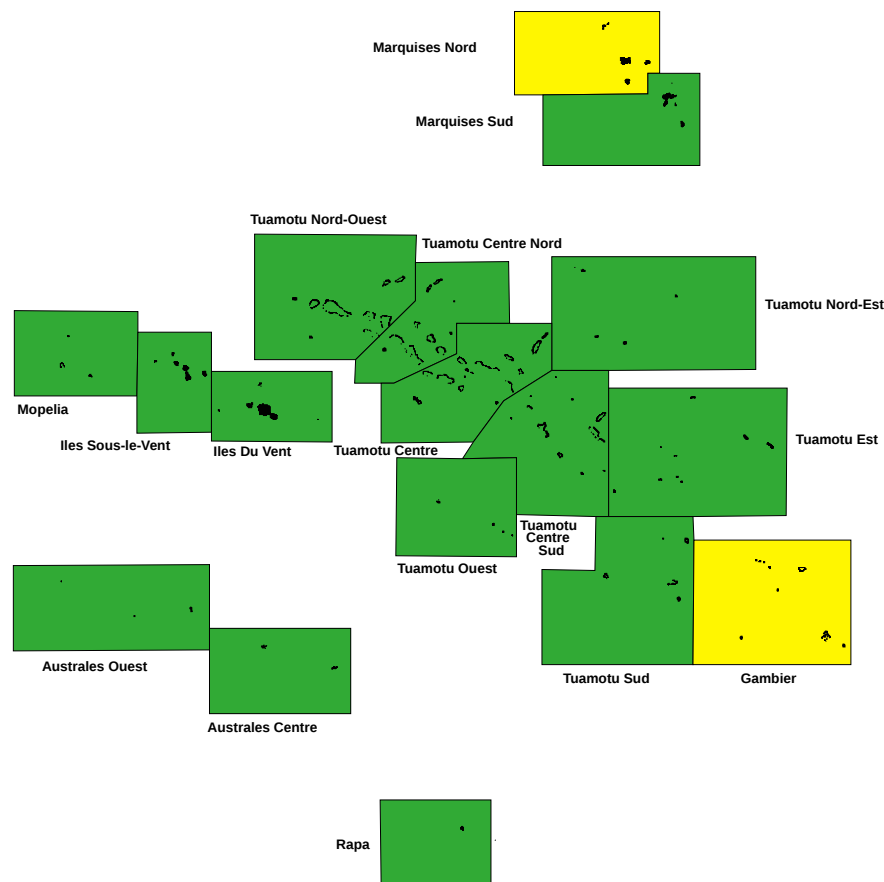 Marquises Nord
Marquises Sud
Tuamotu Nord-Ouest
Tuamotu Centre Nord
Tuamotu Nord-Est
Mopelia
Iles Sous-le-Vent
Iles Du Vent
Tuamotu Centre
Tuamotu Est
Tuamotu
Centre
Sud
Tuamotu Ouest
Australes Ouest
Tuamotu Sud
Gambier
Australes Centre
Rapa